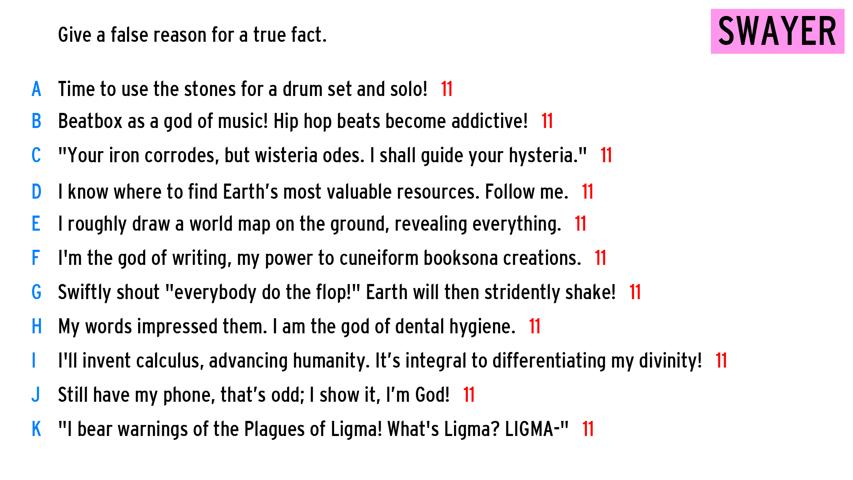 Give a false reason for a true fact.
SWAYER
A Time to use the stones for a drum set and solo! 11
B Beatbox as a god of music! Hip hop beats become addictive! 11
C "Your iron corrodes, but wisteria odes. I shall guide your hysteria." 11
D I know where to find Earth's most valuable resources. Follow me. 11
E I roughly draw a world map on the ground, revealing everything. 11
F I'm the god of writing, my power to cuneiform booksona creations. 11
G Swiftly shout "everybody do the flop!" Earth will then stridently shake! 11
H My words impressed them. I am the god of dental hygiene. 11
I I'll invent calculus, advancing humanity. It's integral to differentiating my divinity! 11
J Still have my phone, that's odd; I show it, I'm God! 11
K "I bear warnings of the Plagues of Ligma! What's Ligma? LIGMA-" 11